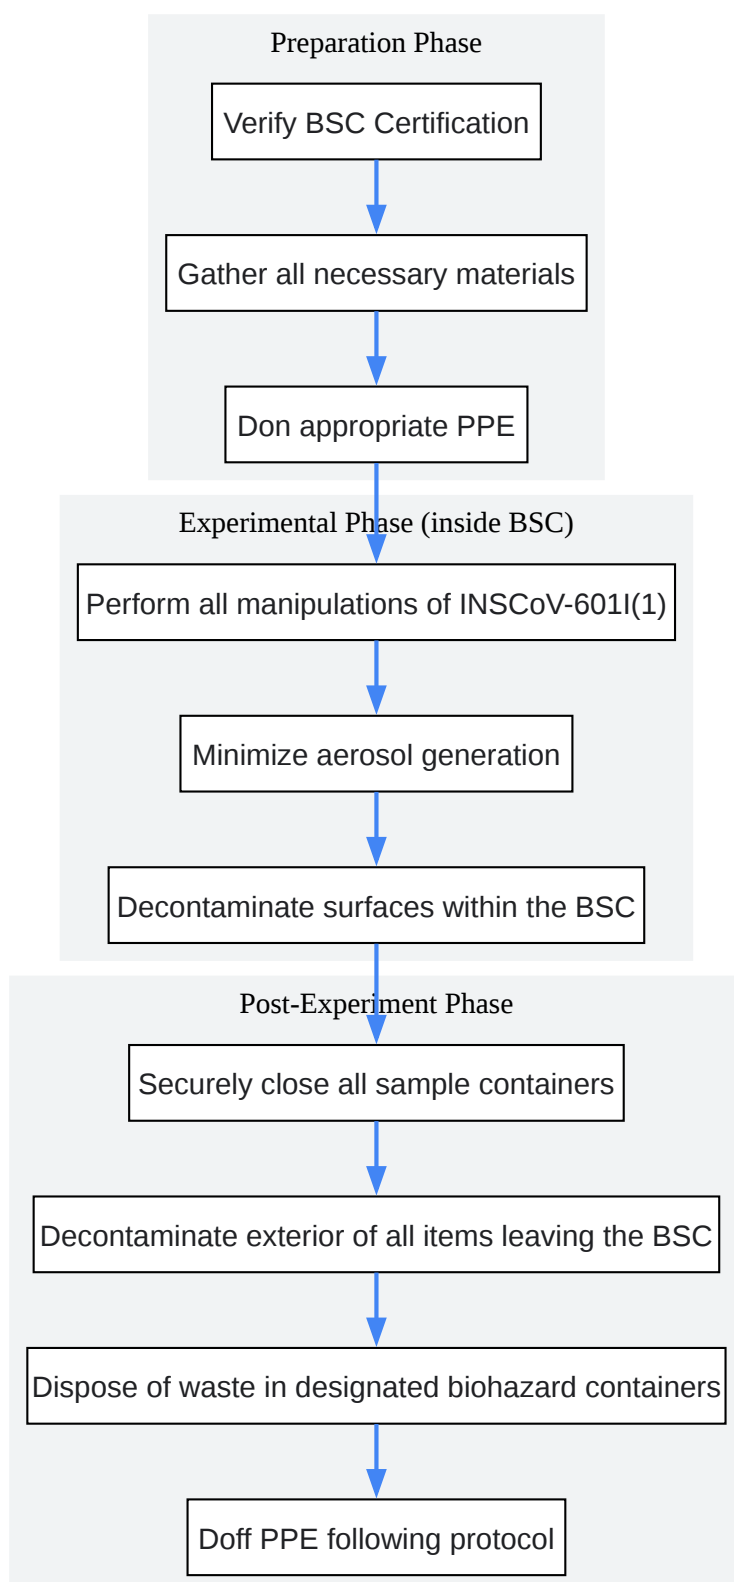 Preparation Phase
Verify BSC Certification
Gather all necessary materials
Don appropriate PPE
Experimental Phase (inside BSC)
Perform all manipulations of INSCoV-601I(1)
Minimize aerosol generation
Decontaminate surfaces within the BSC
Post-Experiment Phase
Securely close all sample containers
Decontaminate exterior of all items leaving the BSC
Dispose of waste in designated biohazard containers
Doff PPE following protocol